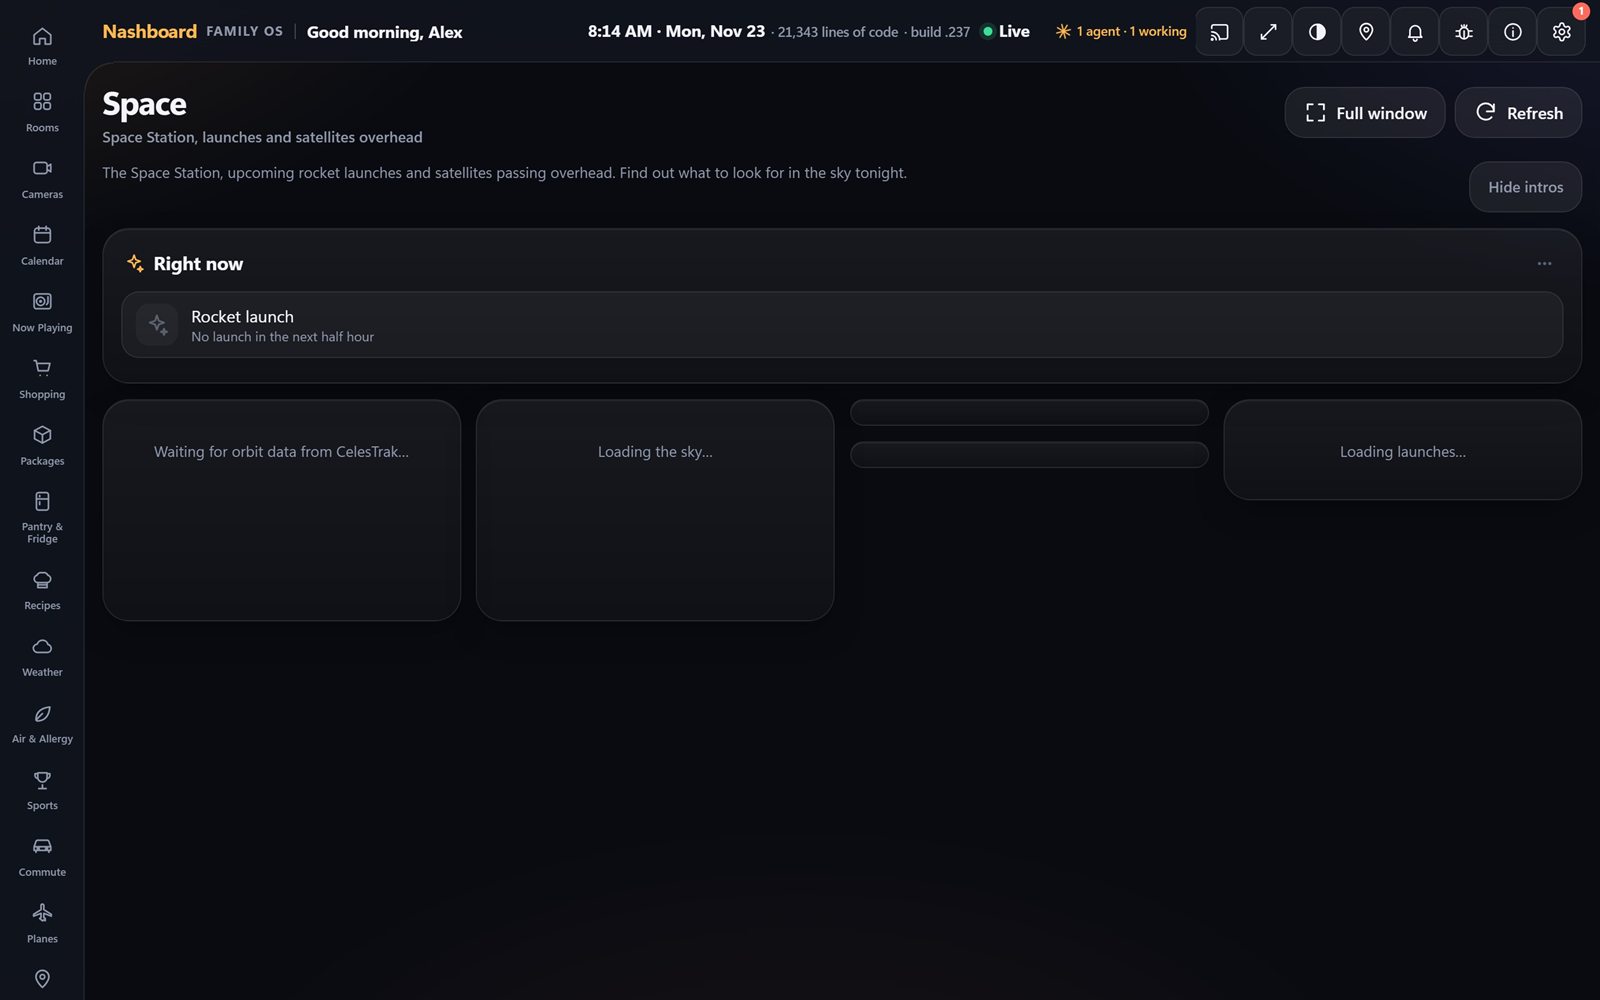 Nashboard FAMILY OS Good morning, Alex 8:14 AM · Mon, Nov 23 · 21,343 lines of code · build .237 Live 1 agent · 1 working 1
Home
Rooms
Cameras
Calendar
Now Playing
Shopping
Packages
Pantry &
Fridge
Recipes
Weather
Air & Allergy
Sports
Commute
Planes
Space
Space Station, launches and satellites overhead
The Space Station, upcoming rocket launches and satellites passing overhead. Find out what to look for in the sky tonight.
Full window
Refresh
Hide intros
Right now
Rocket launch
No launch in the next half hour
Waiting for orbit data from CelesTrak...
Loading the sky...
Loading launches...